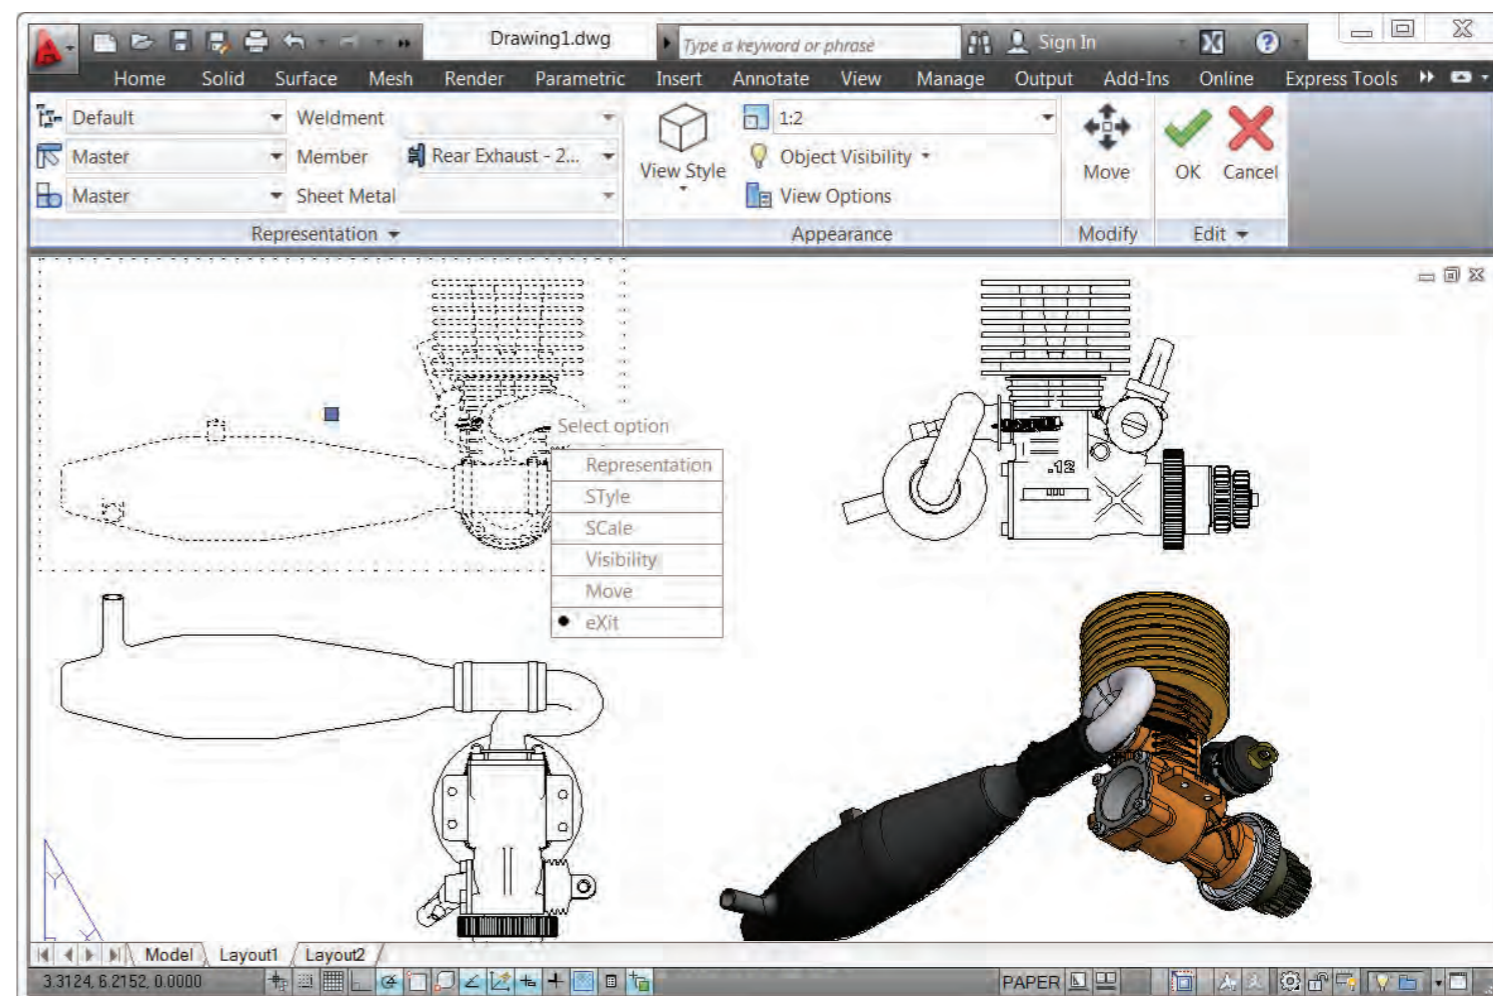 Drawing1.dwg
Type a keyword or phrase
Sign In
Home Solid Surface Mesh Render Parametric Insert Annotate View Manage Output Add-Ins Online Express Tools
Default Weldment 1:2
Master Member Rear Exhaust - 2... Object Visibility
View Style Move OK Cancel
Master Sheet Metal View Options
Representation Appearance Modify Edit
Select option
Representation
STyle
SCale
Visibility
Move
eXit
.12
Y
X
Model Layout1 Layout2
3.3124, 6.2152, 0.0000 PAPER